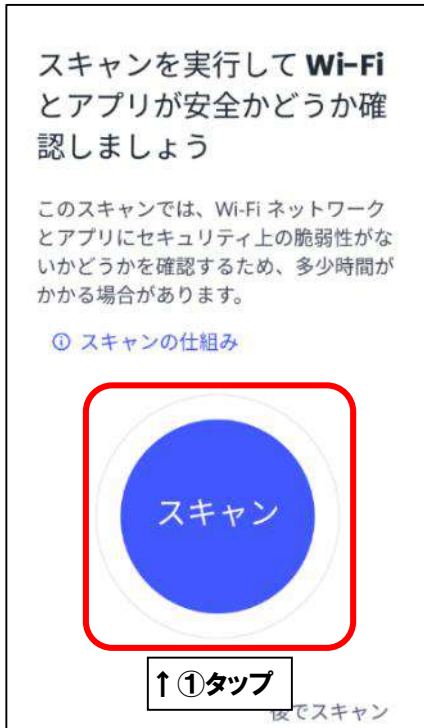 スキャンを実行して Wi-Fi
とアプリが安全かどうか確
認しましょう
このスキャンでは、Wi-Fi ネットワーク
とアプリにセキュリティ上の脆弱性がな
いかどうかを確認するため、多少時間が
かかる場合があります。
ⓘ スキャンの仕組み
スキャン
↑①タップ
後でスキャン